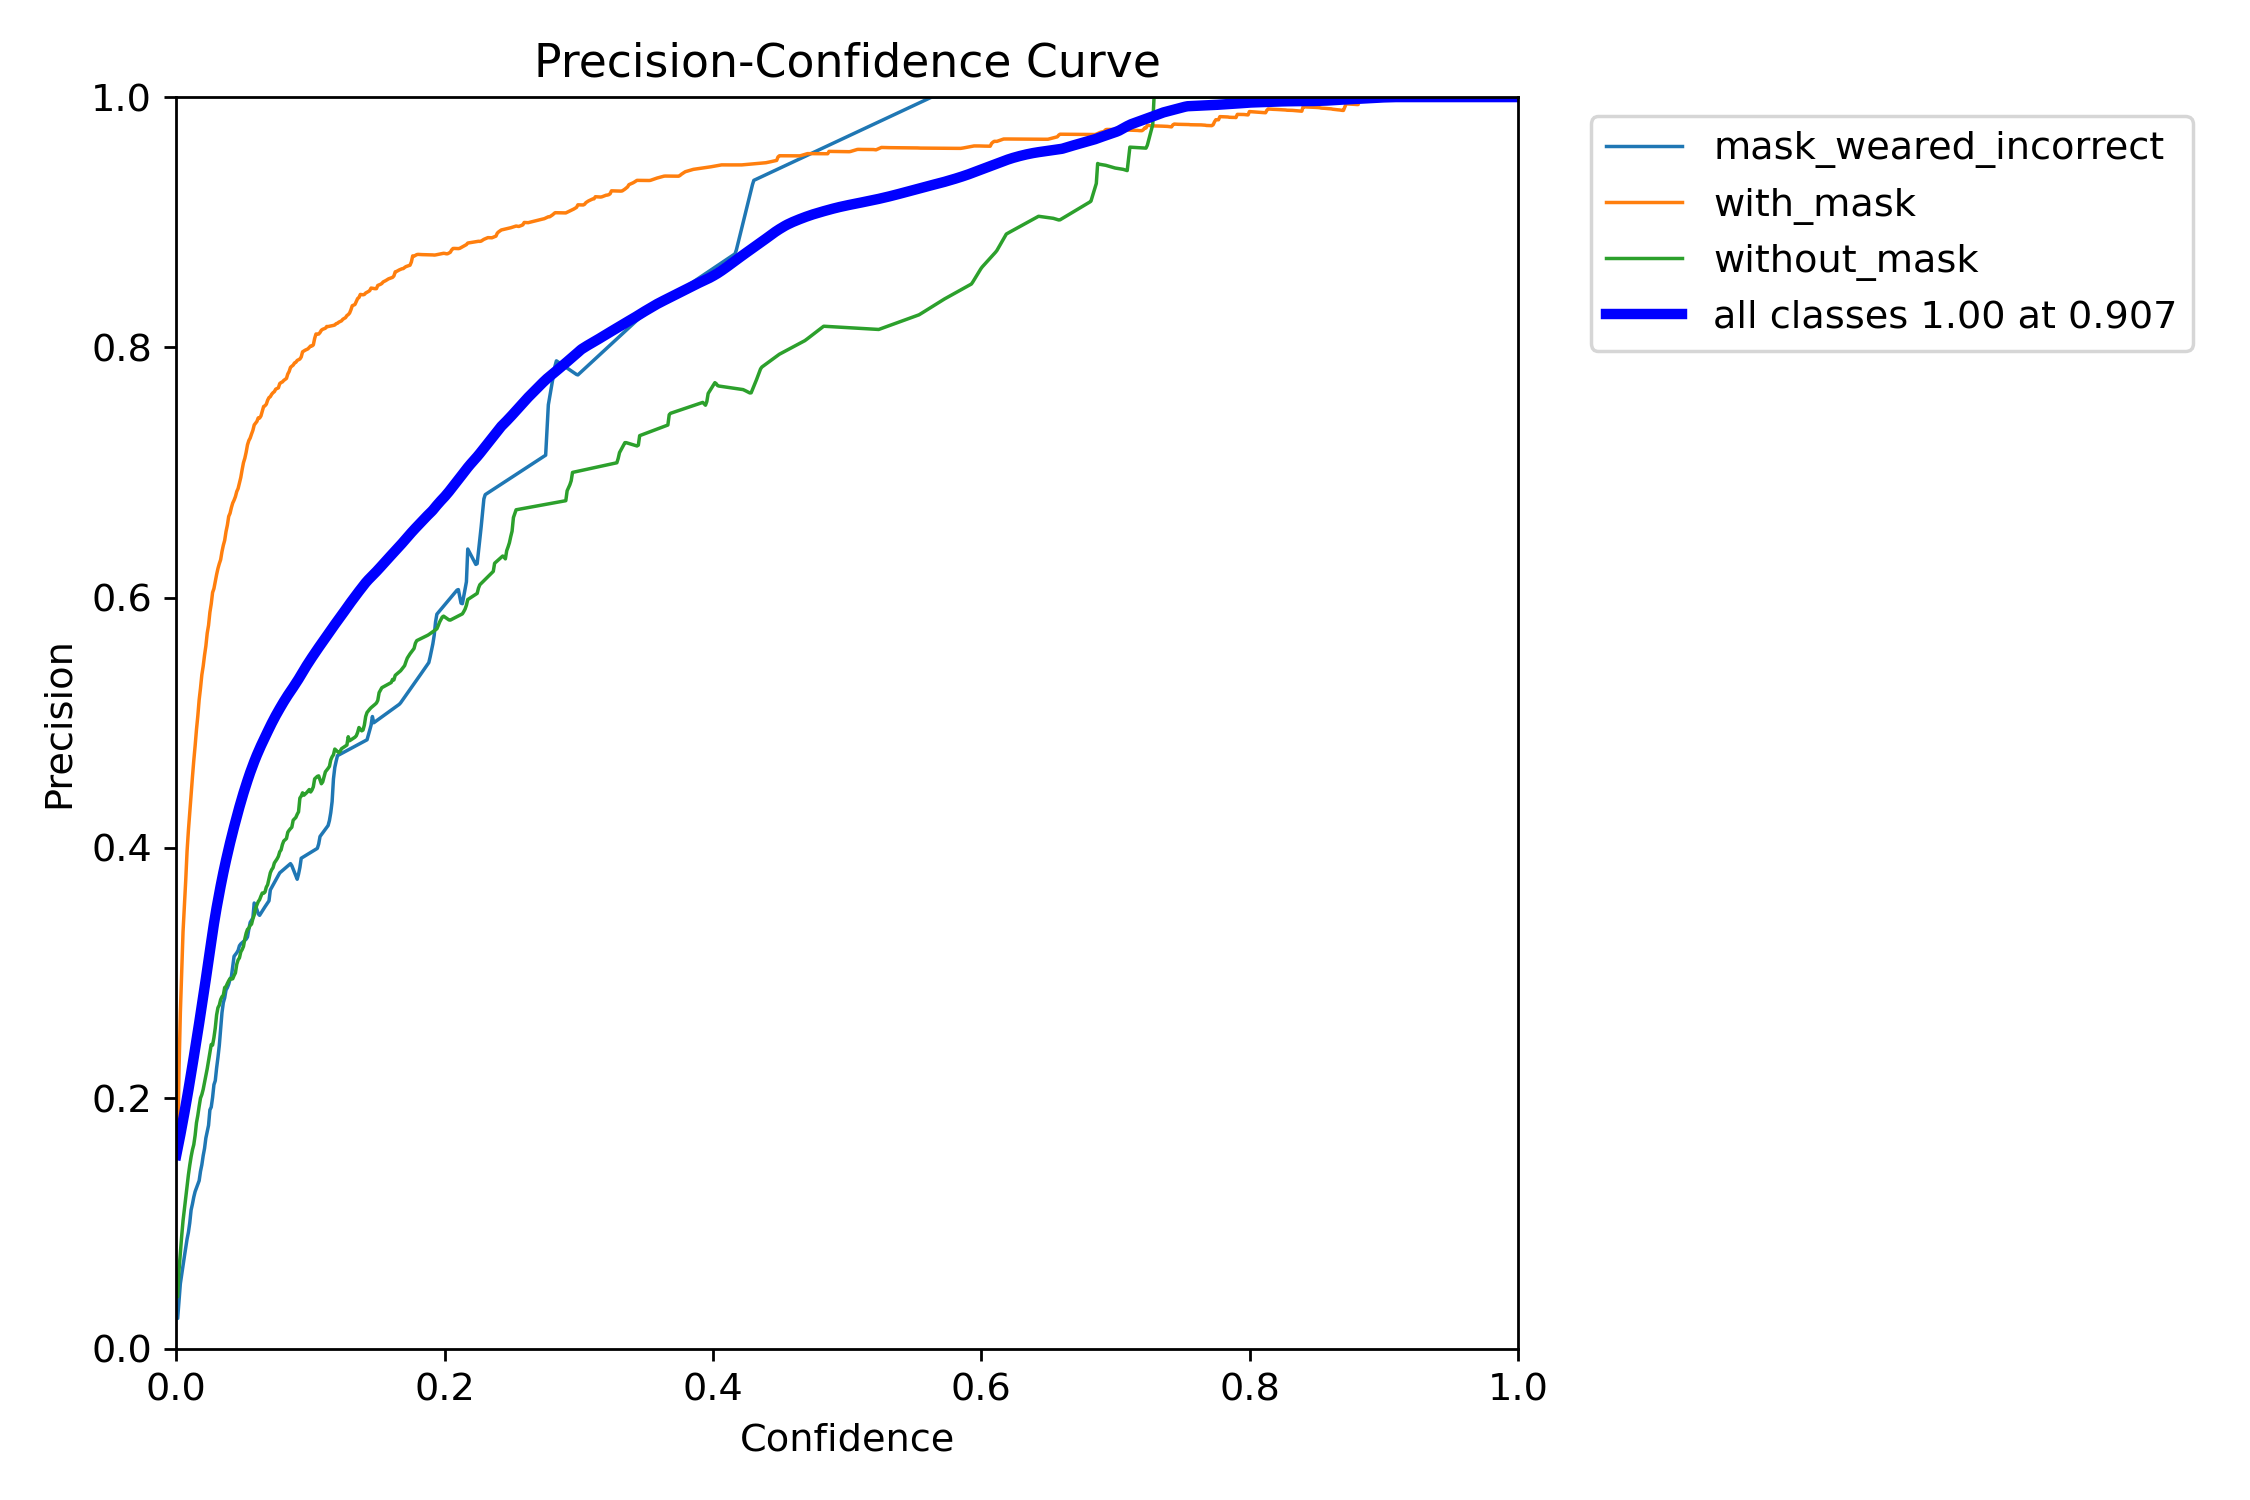 Precision-Confidence Curve
1.0
0.8
0.6
0.4
0.2
0.0
Precision
0.0 0.2 0.4 0.6 0.8 1.0
Confidence
mask_weared_incorrect
with_mask
without_mask
all classes 1.00 at 0.907